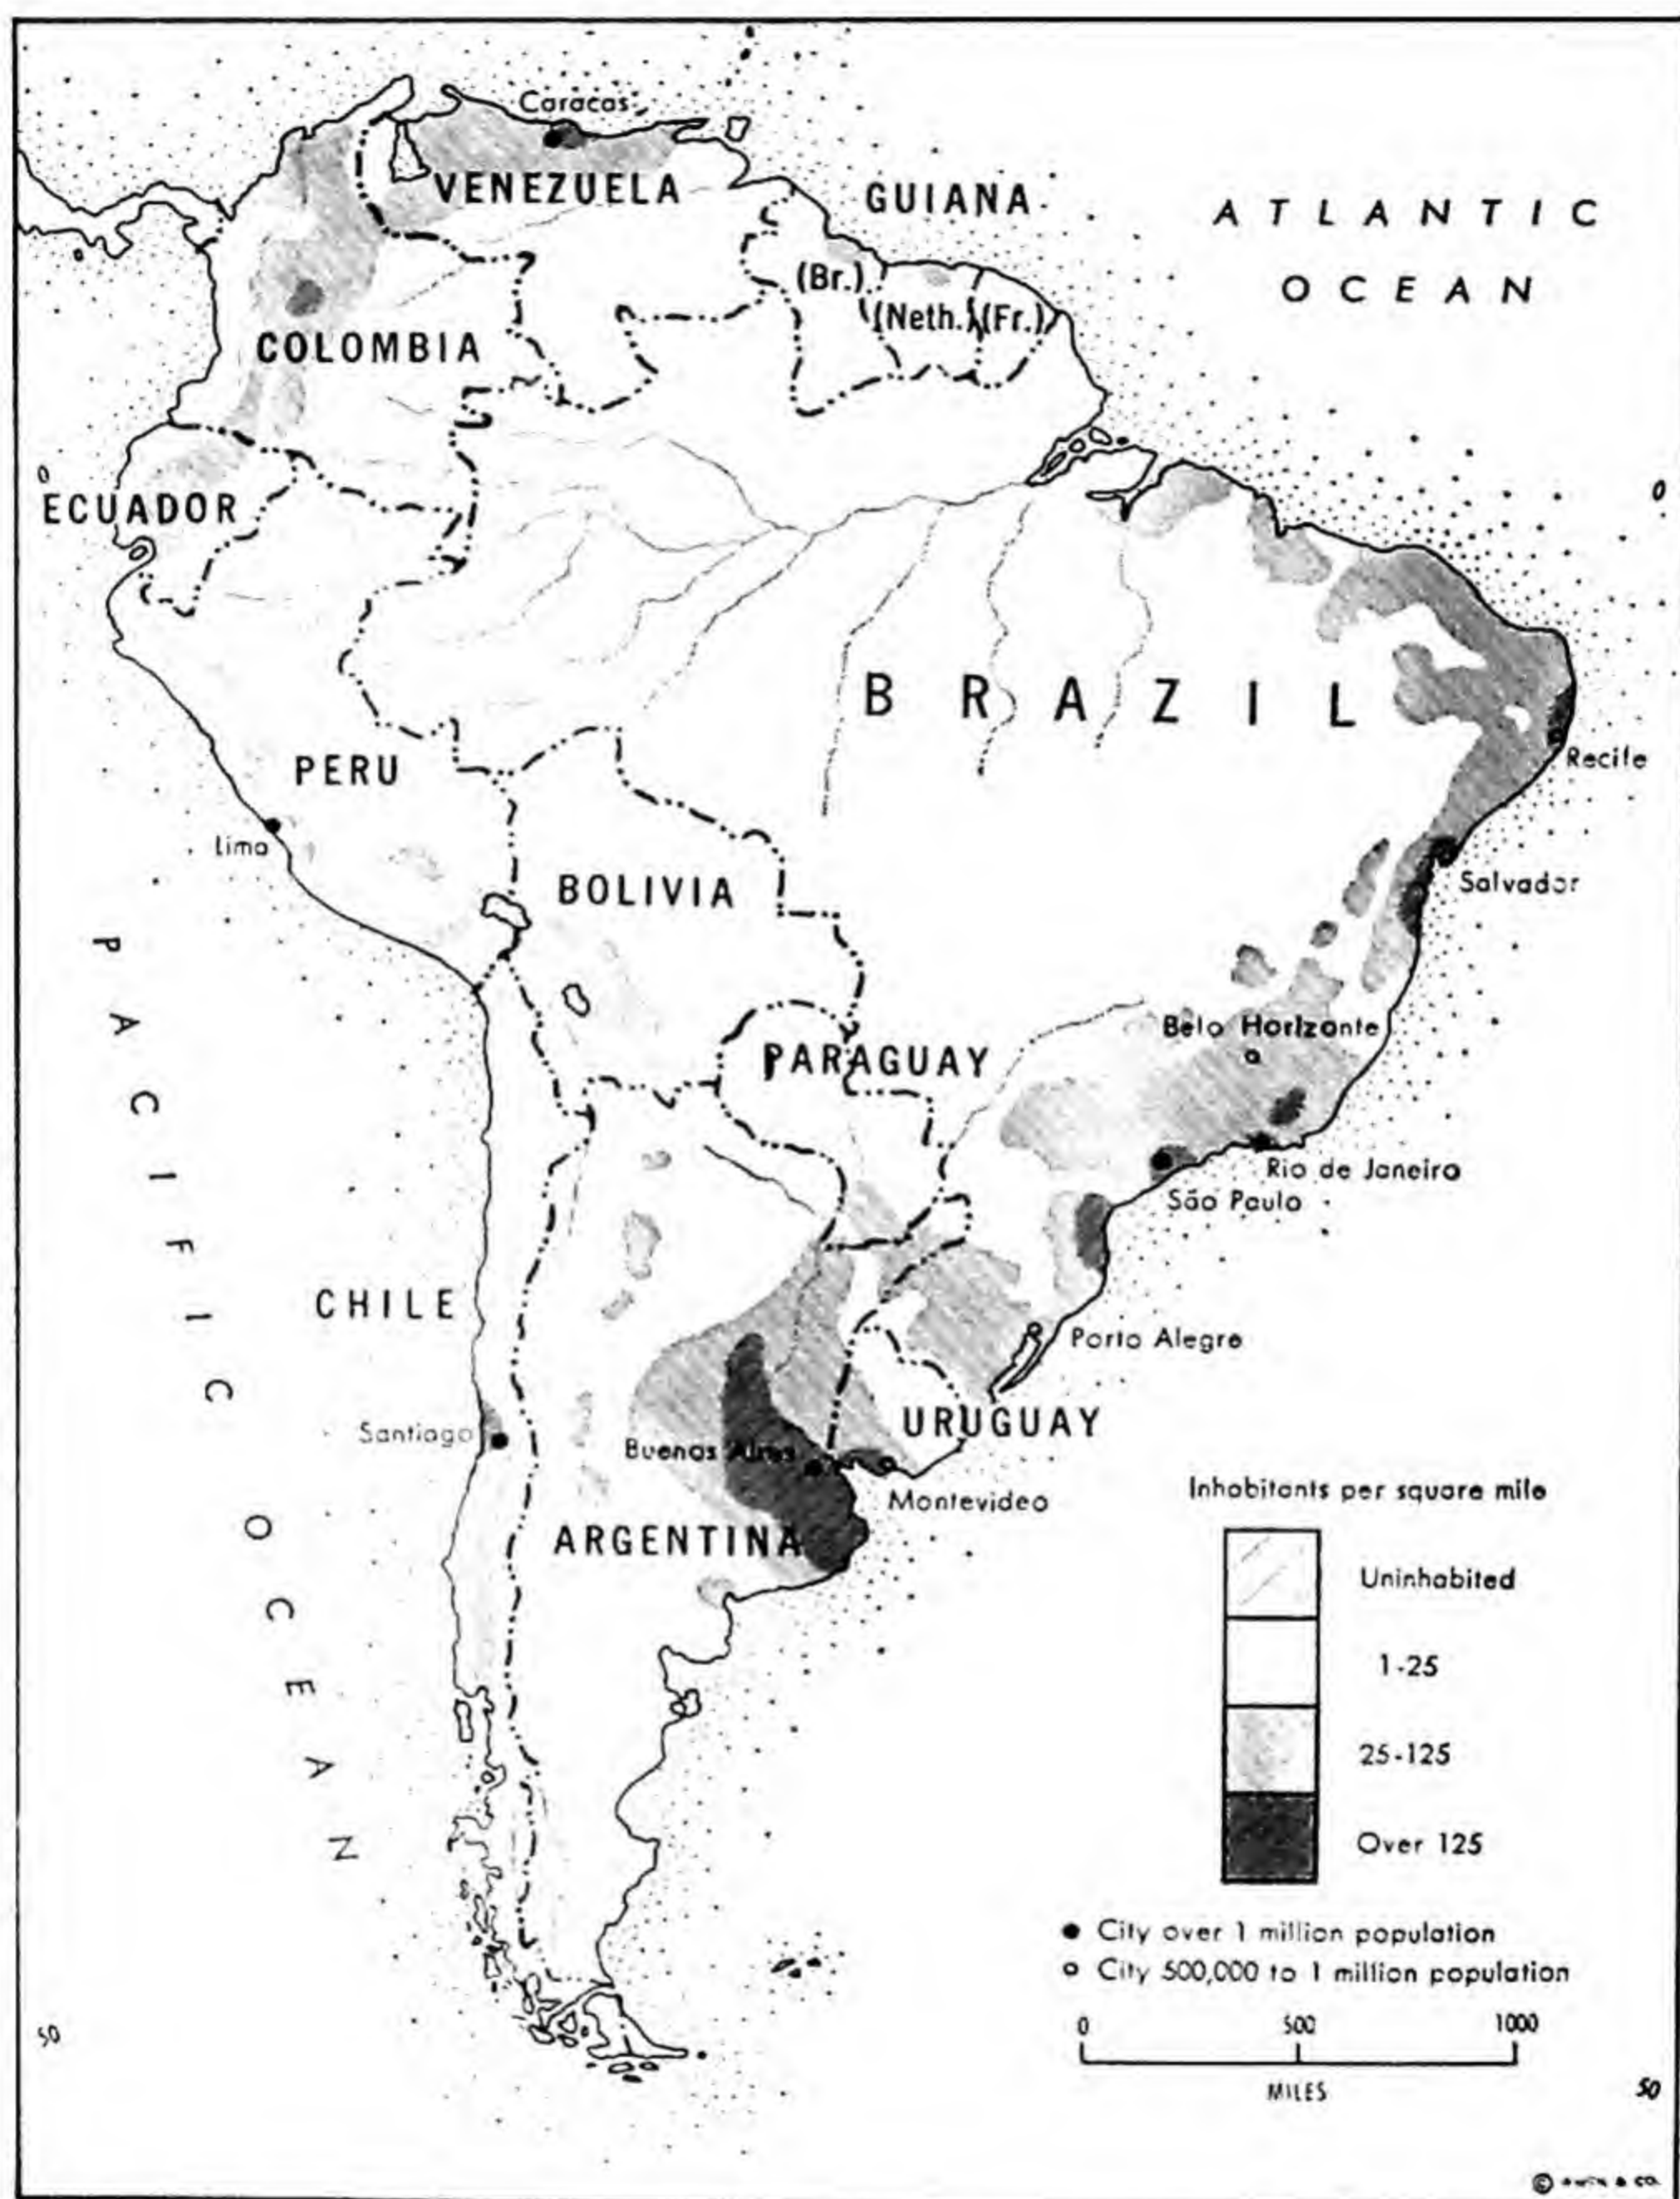 Caracas
VENEZUELA
GUIANA
ATLANTIC
OCEAN
(Br.)
(Neth.)
(Fr.)
COLOMBIA
0
ECUADOR
0
BRAZIL
Recife
PERU
Lima
BOLIVIA
Salvador
PACIFIC OCEAN
Belo Horizonte
PARAGUAY
Rio de Janeiro
São Paulo
CHILE
Porto Alegre
Santiago
URUGUAY
Buenos Aires
Montevideo
ARGENTINA
Inhabitants per square mile
Uninhabited
1-25
25-125
Over 125
City over 1 million population
City 500,000 to 1 million population
0 500 1000
MILES
50
50
©